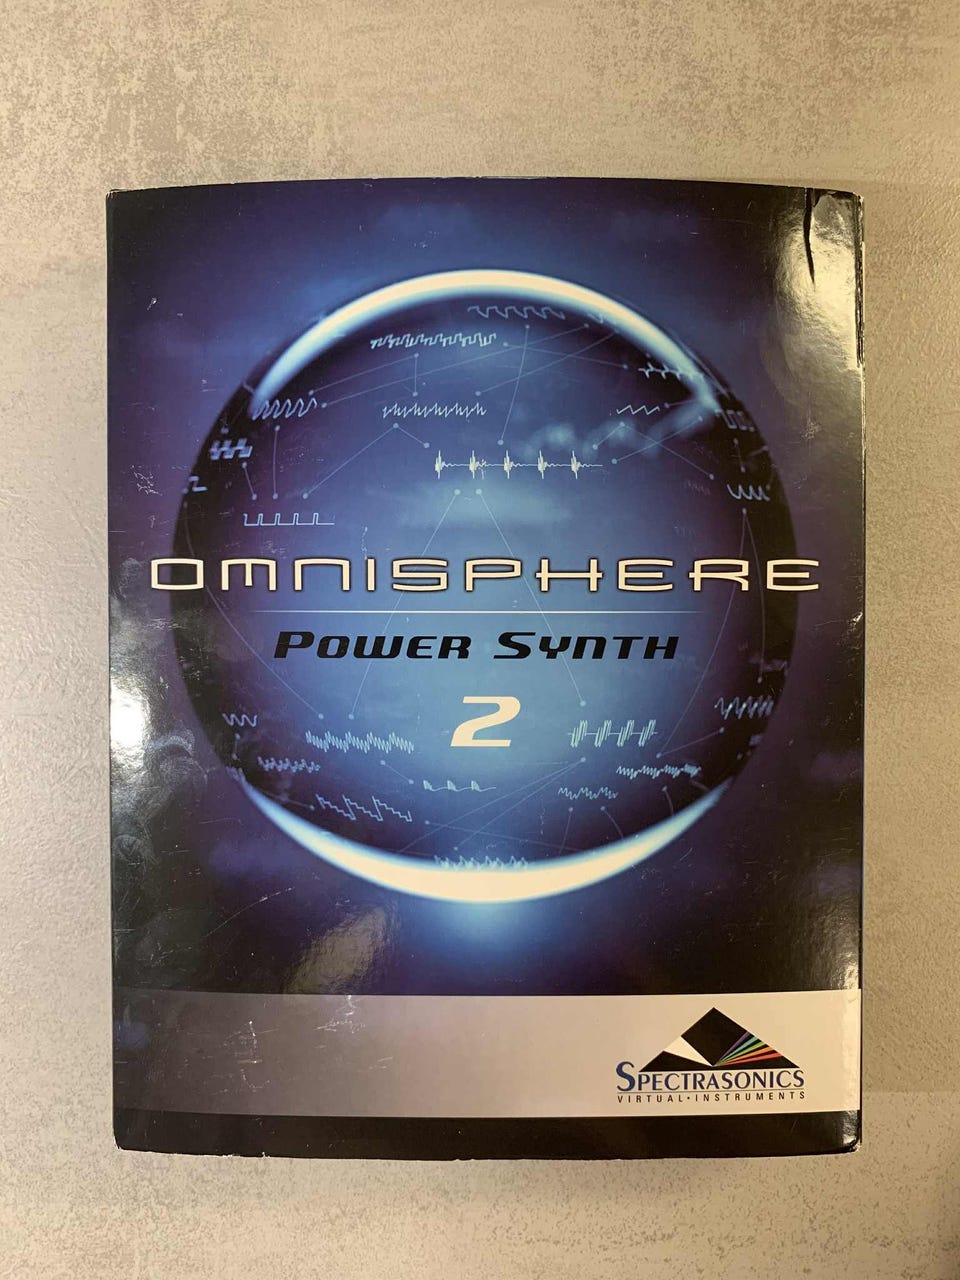 OMNISPHERE
POWER SYNTH
2
SPECTRASONICS
VIRTUAL • INSTRUMENTS